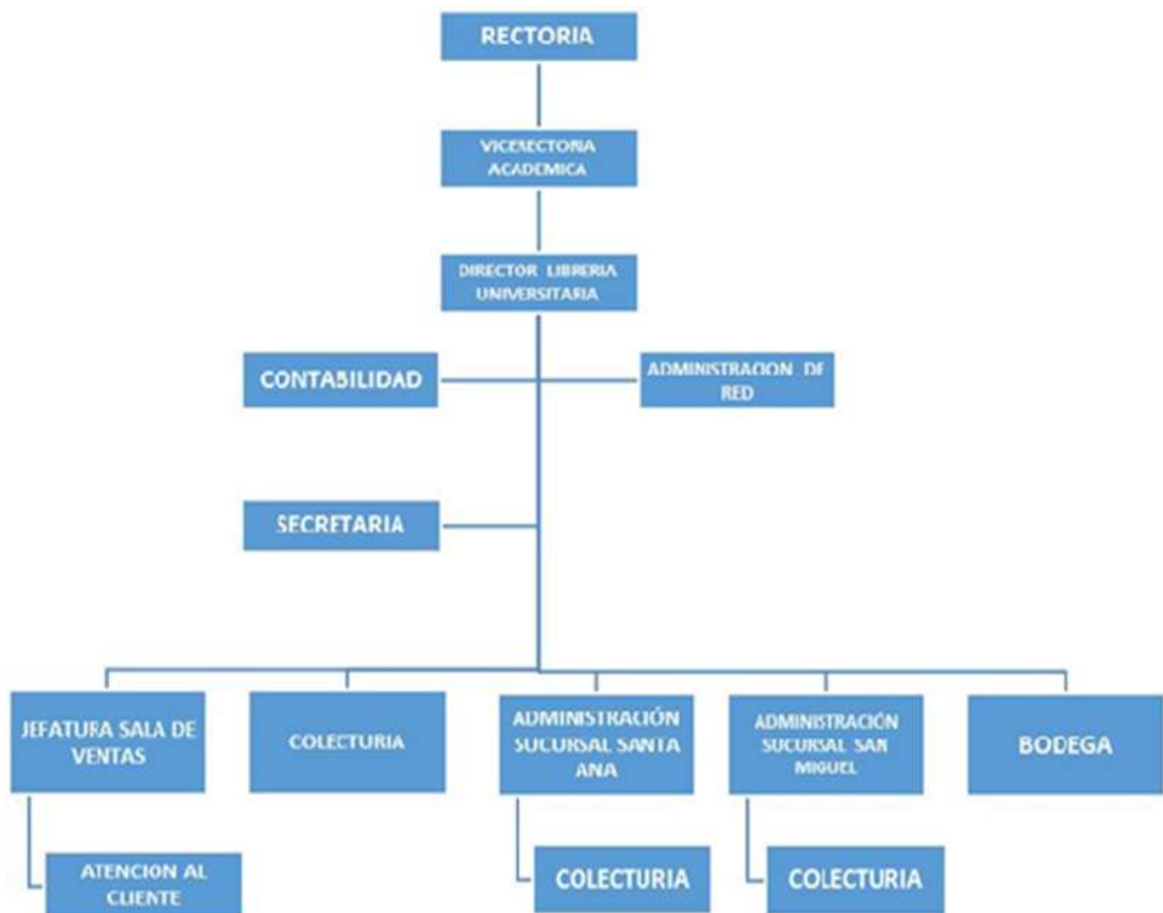 RECTORIA
VICERECTORIA
ACADEMICA
DIRECTOR LIBRERIA
UNIVERSITARIA
CONTABILIDAD
ADMINISTRACION DE
RED
SECRETARIA
JEFATURA SALA DE
VENTAS
COLECTURIA
ADMINISTRACIÓN
SUCURSAL SANTA
ANA
ADMINISTRACIÓN
SUCURSAL SAN
MIGUEL
BODEGA
ATENCION AL
CLIENTE
COLECTURIA
COLECTURIA